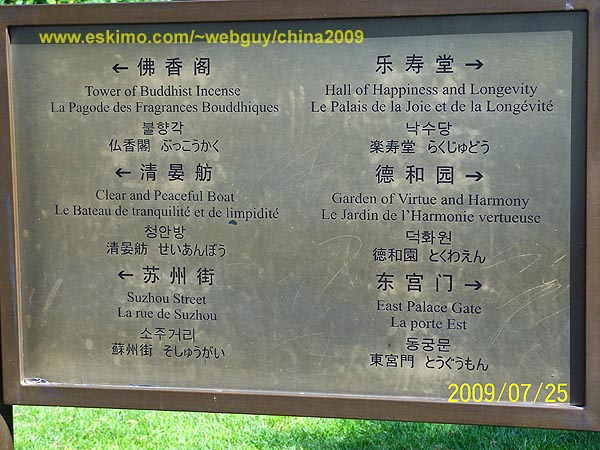 www.eskimo.com/~webguy/china2009
← 佛香阁
Tower of Buddhist Incense
La Pagode des Fragrances Bouddhiques
불향각
仏香閣 ぶっこうかく
← 清晏舫
Clear and Peaceful Boat
Le Bateau de tranquilité et de limpidité
청안방
清晏舫 せいあんぼう
← 苏州街
Suzhou Street
La rue de Suzhou
소주거리
蘇州街 そしゅうがい
乐寿堂 →
Hall of Happiness and Longevity
Le Palais de la Joie et de la Longévité
낙수당
楽寿堂 らくじゅどう
德和园 →
Garden of Virtue and Harmony
Le Jardin de l'Harmonie vertueuse
덕화원
徳和園 とくわえん
东宫门 →
East Palace Gate
La porte Est
동궁문
東宮門 とうぐうもん
2009/07/25